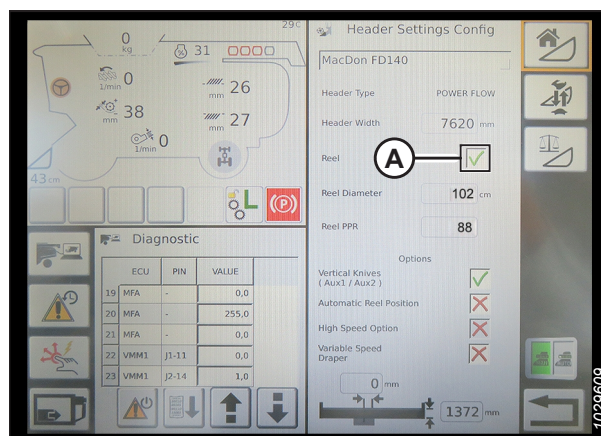 29c
0
kg
31
0
1/min
.////. 26
mm
38
mm
27
mm
0
1/min
43 cm
L
(P)
Diagnostic
ECU PIN VALUE
19 MFA - 0,0
20 MFA - 255,0
21 MFA - 0,0
22 VMM1 J1-11 0,0
23 VMM1 J2-14 1,0
Header Settings Config
MacDon FD140
Header Type POWER FLOW
Header Width 7620 mm
Reel A
Reel Diameter 102 cm
Reel PPR 88
Options
Vertical Knives
( Aux1 / Aux2 )
Automatic Reel Position
High Speed Option
Variable Speed
Draper
0 mm
1372 mm
1029609